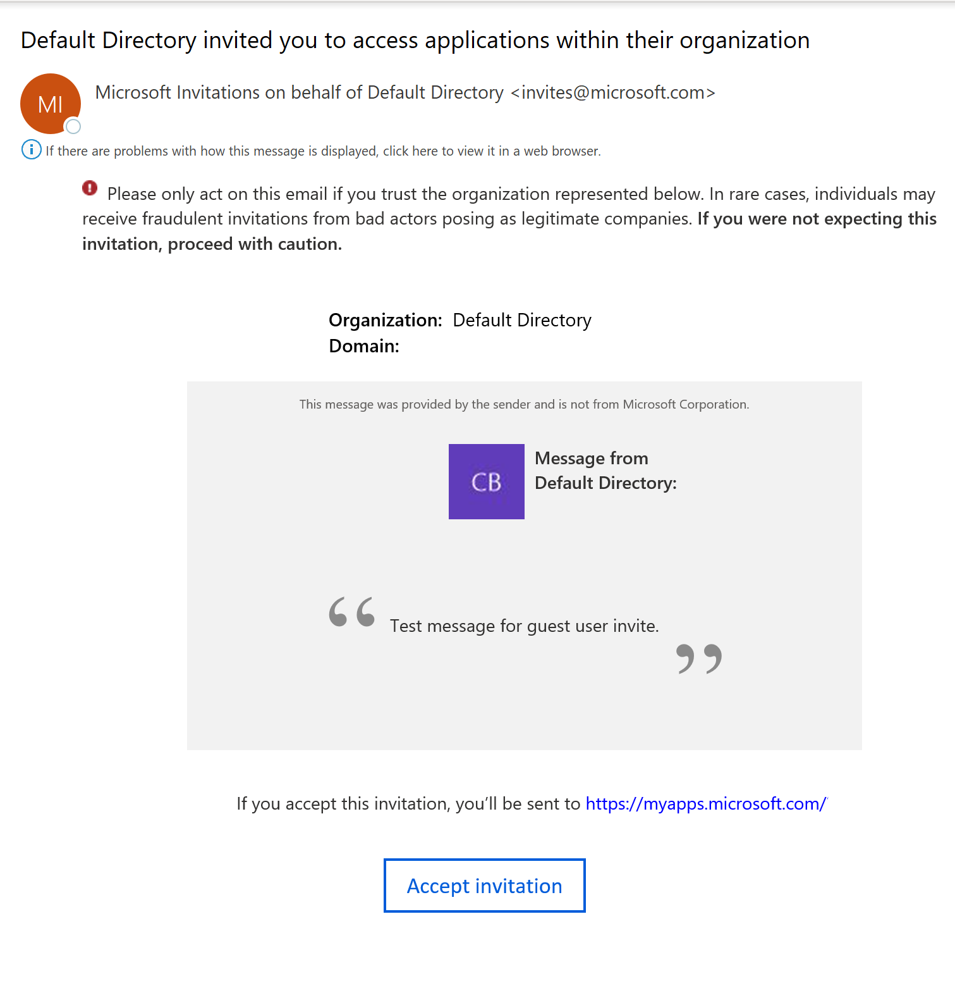 Default Directory invited you to access applications within their organization
MI
Microsoft Invitations on behalf of Default Directory <invites@microsoft.com>
If there are problems with how this message is displayed, click here to view it in a web browser.
Please only act on this email if you trust the organization represented below. In rare cases, individuals may
receive fraudulent invitations from bad actors posing as legitimate companies. If you were not expecting this
invitation, proceed with caution.
Organization: Default Directory
Domain:
This message was provided by the sender and is not from Microsoft Corporation.
CB
Message from
Default Directory:
“ Test message for guest user invite. ”
If you accept this invitation, you’ll be sent to https://myapps.microsoft.com/
Accept invitation